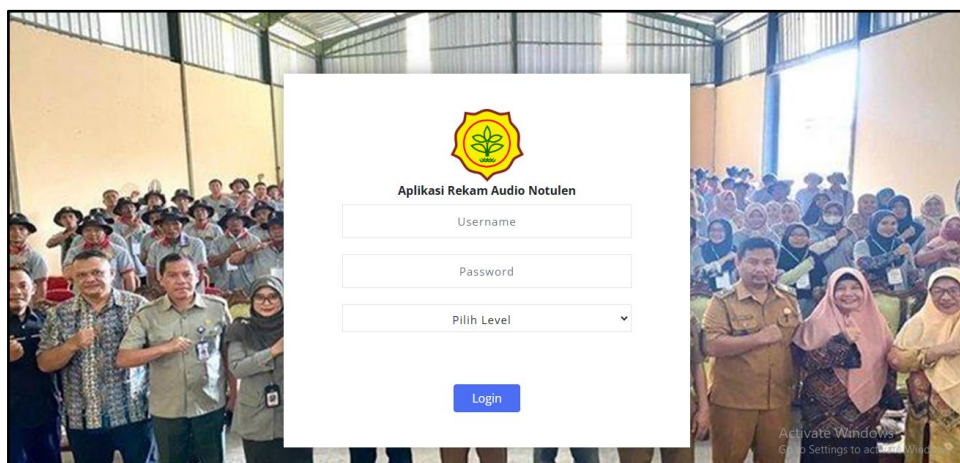 Aplikasi Rekam Audio Notulen
Username
Password
Pilih Level
Login
Activate Windows
Go to Settings to activate Windows.